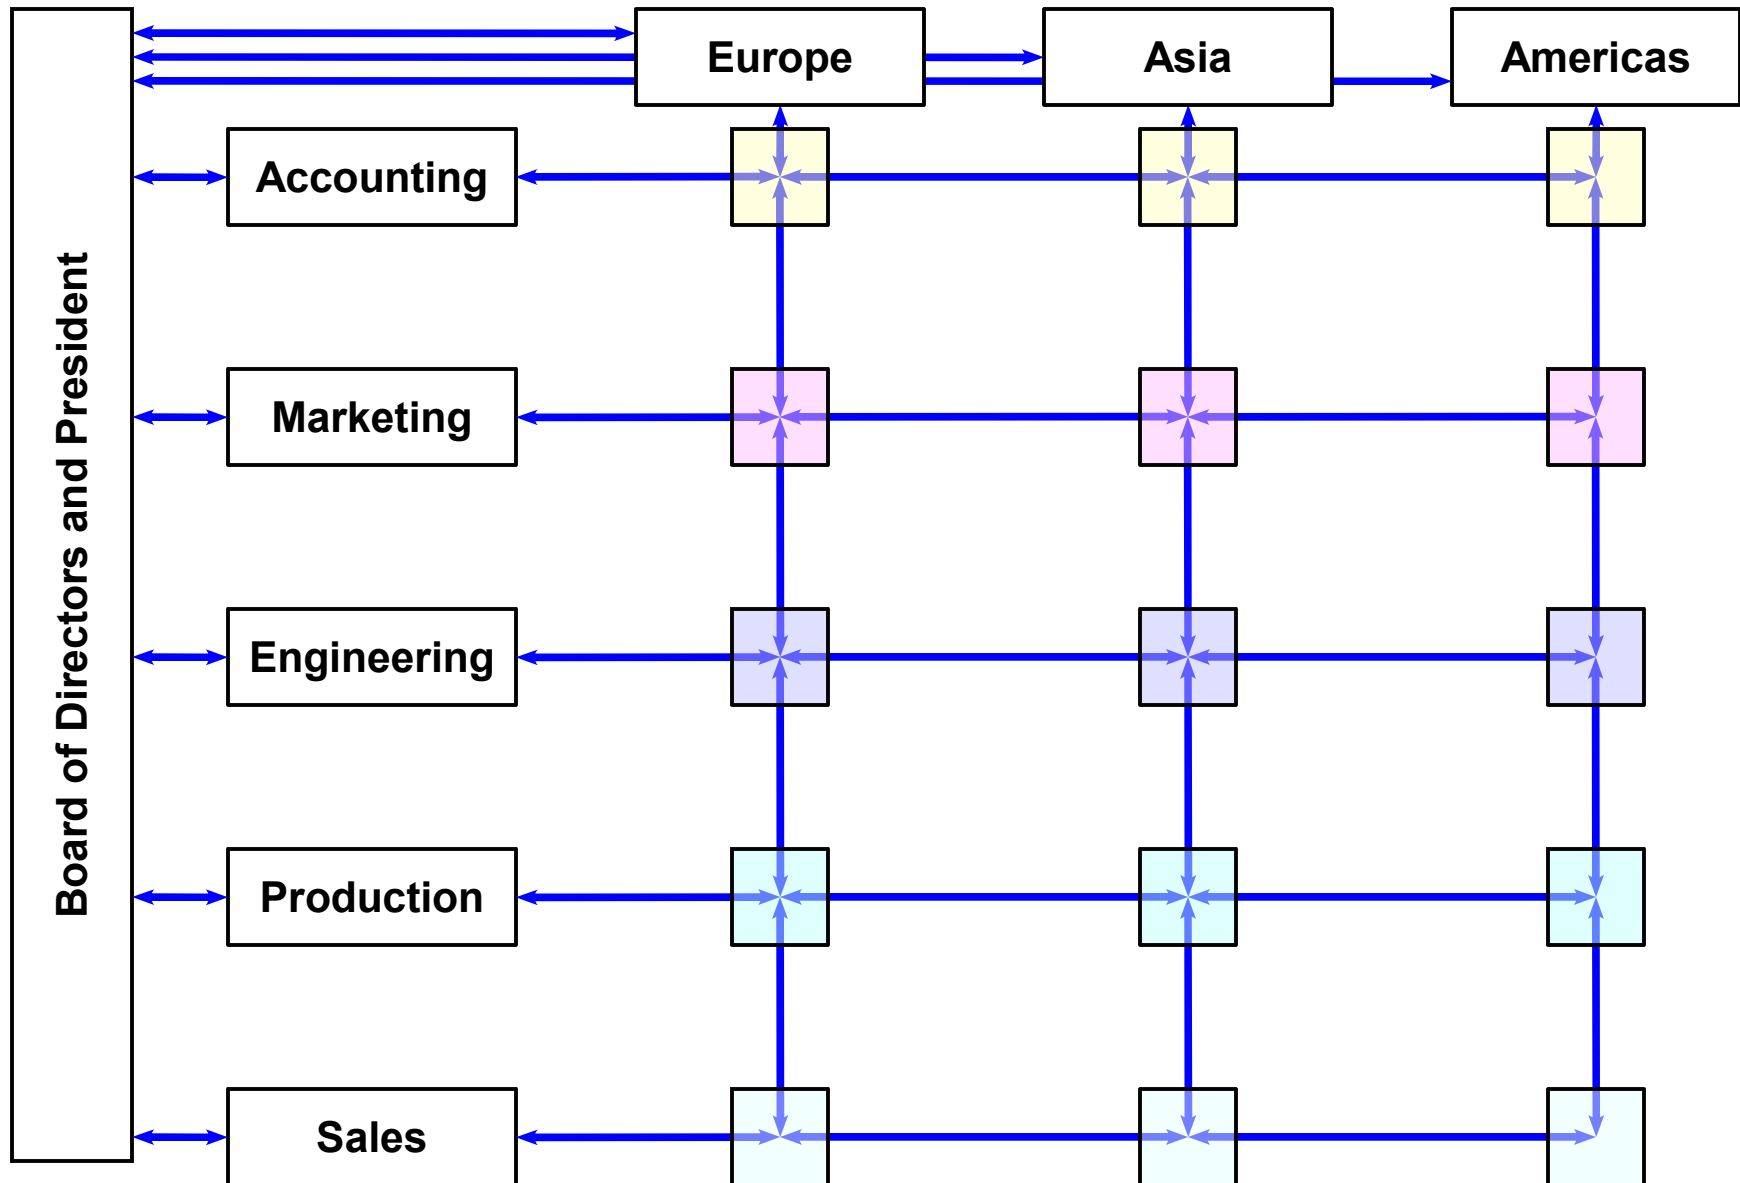 Board of Directors and President
Europe
Asia
Americas
Accounting
Marketing
Engineering
Production
Sales